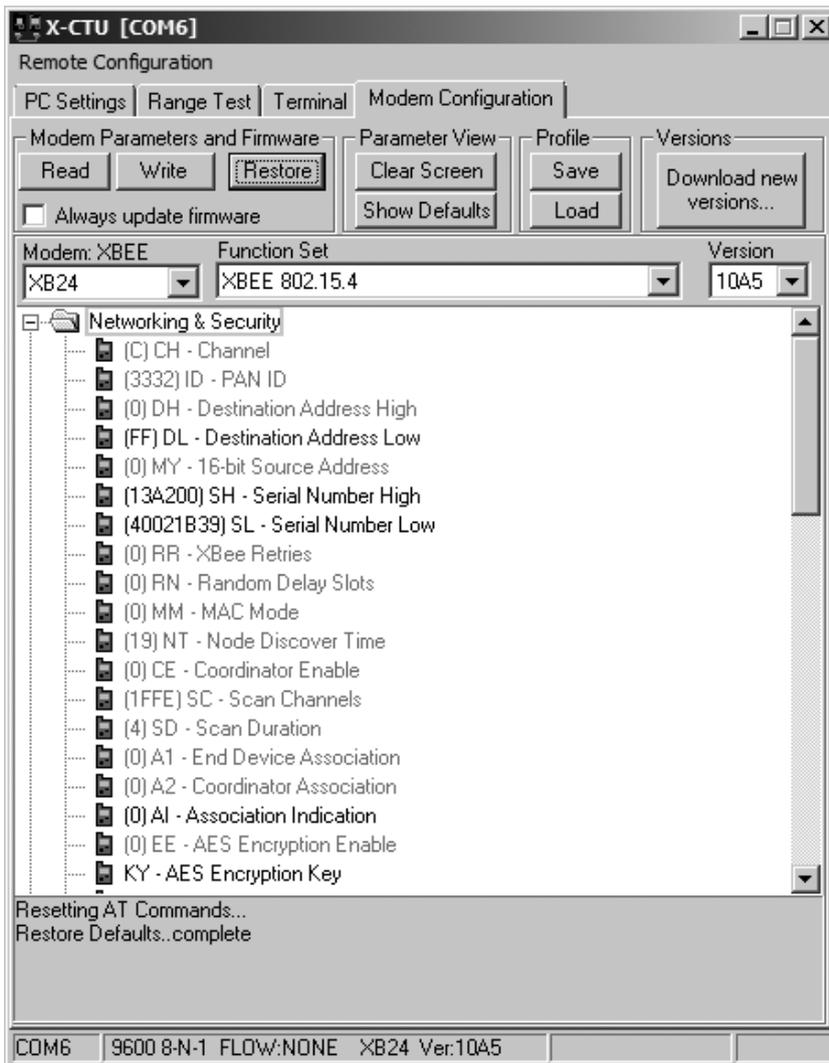 X-CTU [COM6]
Remote Configuration
PC Settings Range Test Terminal Modem Configuration
Modem Parameters and Firmware Parameter View Profile Versions
Read Write Restore Clear Screen Save Download new versions...
Always update firmware Show Defaults Load
Modem: XBEE Function Set Version
XB24 XBEE 802.15.4 10A5
Networking & Security
(C) CH - Channel
(3332) ID - PAN ID
(0) DH - Destination Address High
(FF) DL - Destination Address Low
(0) MY - 16-bit Source Address
(13A200) SH - Serial Number High
(40021B39) SL - Serial Number Low
(0) RR - XBee Retries
(0) RN - Random Delay Slots
(0) MM - MAC Mode
(19) NT - Node Discover Time
(0) CE - Coordinator Enable
(1FFE) SC - Scan Channels
(4) SD - Scan Duration
(0) A1 - End Device Association
(0) A2 - Coordinator Association
(0) AI - Association Indication
(0) EE - AES Encryption Enable
KY - AES Encryption Key
Resetting AT Commands...
Restore Defaults..complete
COM6 9600 8-N-1 FLOW:NONE XB24 Ver:10A5